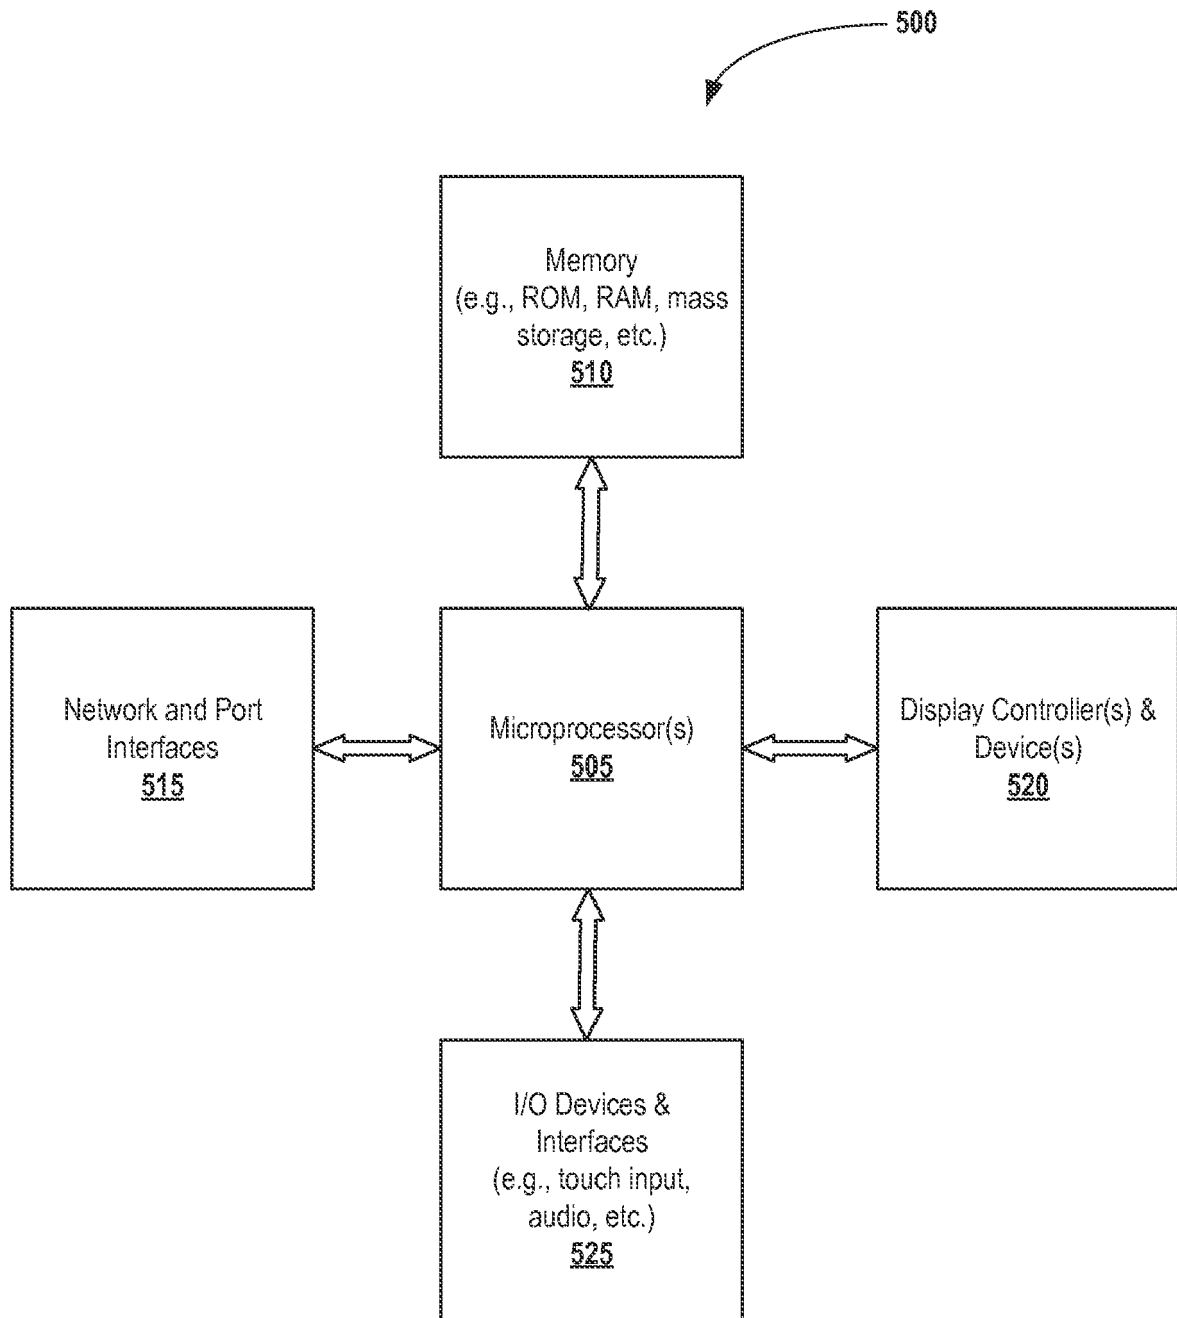 500
Memory
(e.g., ROM, RAM, mass
storage, etc.)
510
Network and Port
Interfaces
515
Microprocessor(s)
505
Display Controller(s) &
Device(s)
520
I/O Devices &
Interfaces
(e.g., touch input,
audio, etc.)
525